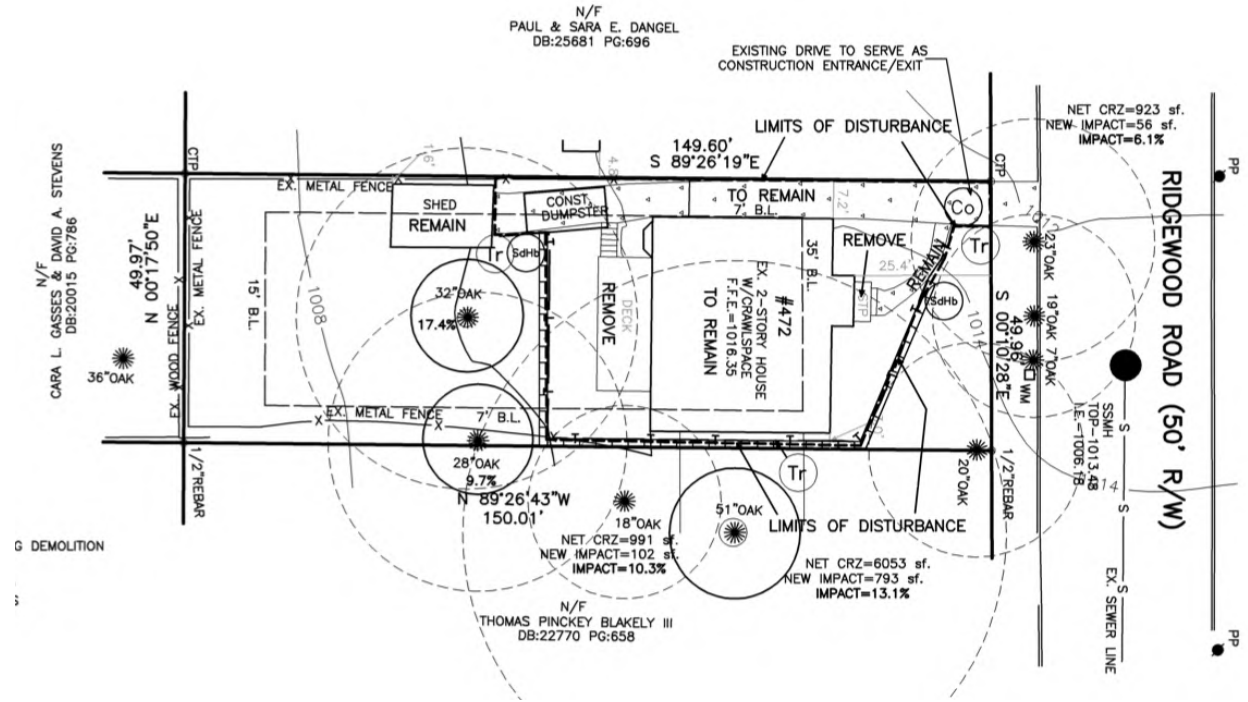 N/F
PAUL & SARA E. DANGEL
DB:25681 PG:696
EXISTING DRIVE TO SERVE AS
CONSTRUCTION ENTRANCE/EXIT
NET CRZ=923 sf.
NEW IMPACT=56 sf.
IMPACT=6.1%
LIMITS OF DISTURBANCE
149.60'
S 89°26'19"E
CTP
CTP
PP
N/F
CARA L. GASSES & DAVID A. STEVENS
DB:20015 PG:786
49.97'
N 00°17'50"E
EX. METAL FENCE
EX. METAL FENCE
EX. WOOD FENCE
SHED
REMAIN
CONST.
DUMPSTER
TO REMAIN
7' B.L.
7.2'
Co
1012
RIDGEWOOD ROAD (50' R/W)
Tr
SdHb
REMOVE
REMAIN
Tr
25.4'
23"OAK
35' B.L.
15' B.L.
1008
32"OAK
17.4%
REMOVE
DECK
#472
EX. 2-STORY HOUSE
W/CRAWLSPACE
F.F.E.=1016.35
TO REMAIN
STP
SdHb
1014
49.96'
S 00°10'28"E
19"OAK
7"OAK
WM
36"OAK
EX. METAL FENCE
7' B.L.
SSMH
TOP-1013.48
I.E.=1006.18
S
1014
S
S
1/2"REBAR
28"OAK
9.7%
N 89°26'43"W
150.01'
Tr
20"OAK
1/2"REBAR
18"OAK
51"OAK
LIMITS OF DISTURBANCE
G DEMOLITION
NET CRZ=991 sf.
NEW IMPACT=102 sf.
IMPACT=10.3%
NET CRZ=6053 sf.
NEW IMPACT=793 sf.
IMPACT=13.1%
EX. SEWER LINE
N/F
THOMAS PINCKEY BLAKELY III
DB:22770 PG:658
PP